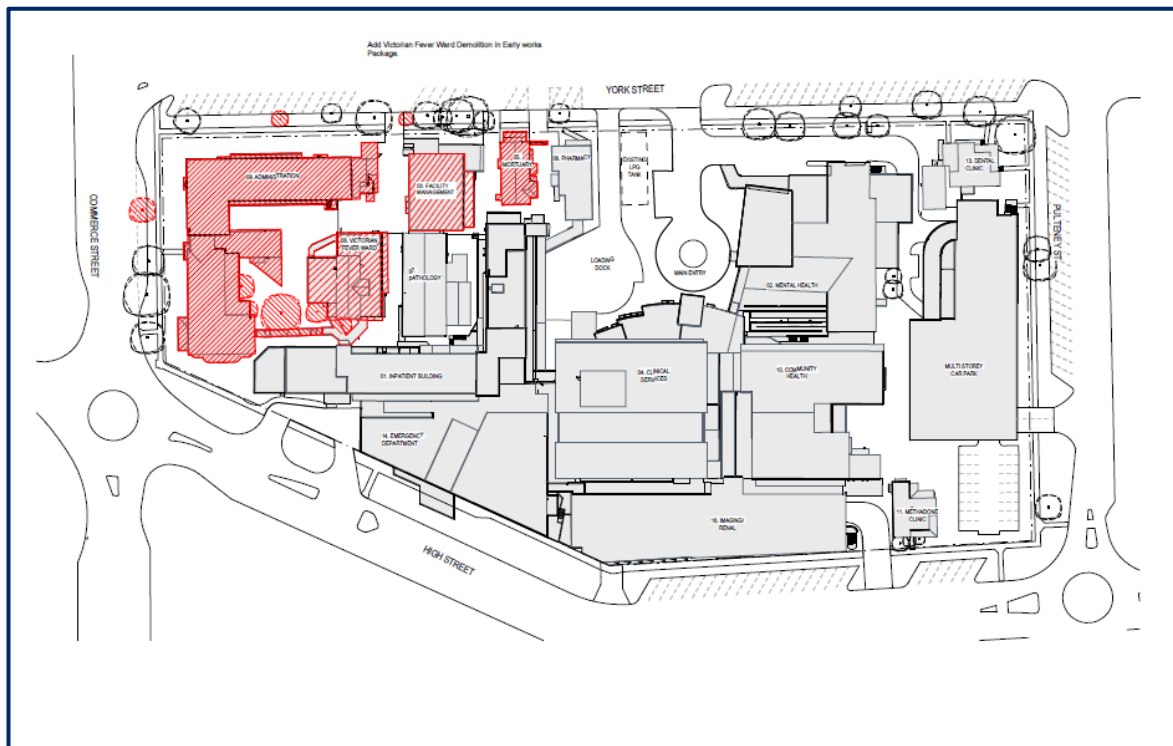 Add Victorian Fever Ward Demolition in Early works
Package.
YORK STREET
COMMERCE STREET
PULTENEY ST
HIGH STREET
09. ADMINISTRATION
03. FACILITY
MANAGEMENT
MORTUARY
PHARMACY
EXISTING
LPG
TANK
13. DENTAL
CLINIC
VICTORIAN
FEVER WARD
PATHOLOGY
LOADING
DOCK
MAIN ENTRY
02. MENTAL HEALTH
01. INPATIENT BUILDING
04. CLINICAL
SERVICES
10. COMMUNITY
HEALTH
MULTI STOREY
CAR PARK
14. EMERGENCY
DEPARTMENT
IMAGING/
RENAL
11. METHADONE
CLINIC